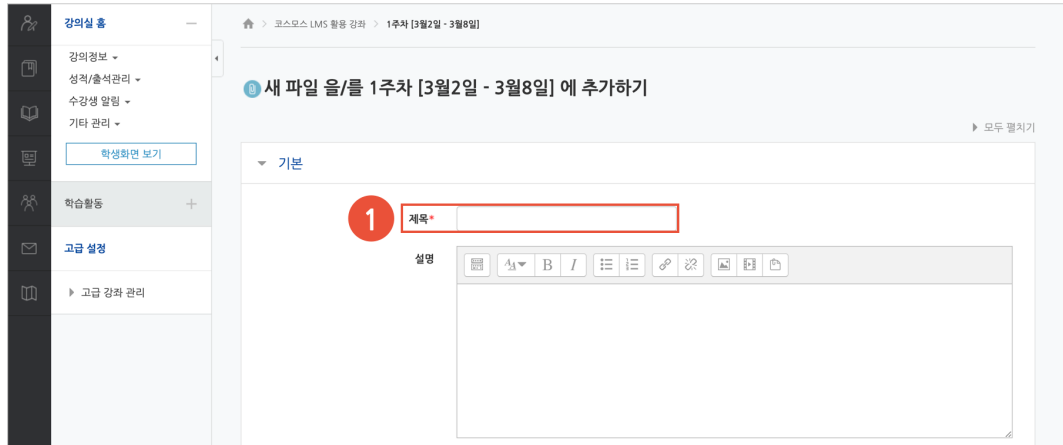 강의실 홈
강의정보
성적/출석관리
수강생 알림
기타 관리
학생화면 보기
학습활동
고급 설정
고급 강좌 관리
코스모스 LMS 활용 강좌 > 1주차 [3월2일 - 3월8일]
새 파일 을/를 1주차 [3월2일 - 3월8일] 에 추가하기
모두 펼치기
기본
1 제목*
설명
B I